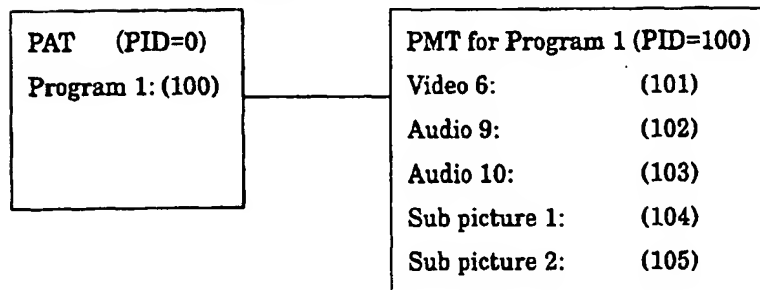 PAT (PID=0)
Program 1: (100)
PMT for Program 1 (PID=100)
Video 6: (101)
Audio 9: (102)
Audio 10: (103)
Sub picture 1: (104)
Sub picture 2: (105)